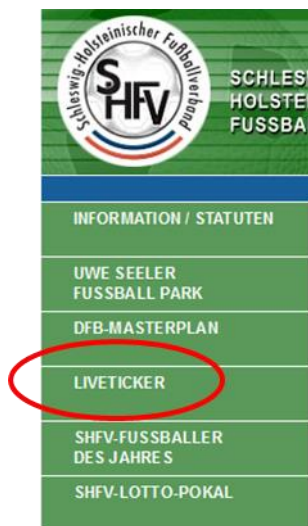 Schleswig-Holsteinischer Fußballverband
SHFV
SCHLES
HOLSTE
FUSSBA
INFORMATION / STATUTEN
UWE SEELER
FUSSBALL PARK
DFB-MASTERPLAN
LIVETICKER
SHFV-FUSSBALLER
DES JAHRES
SHFV-LOTTO-POKAL